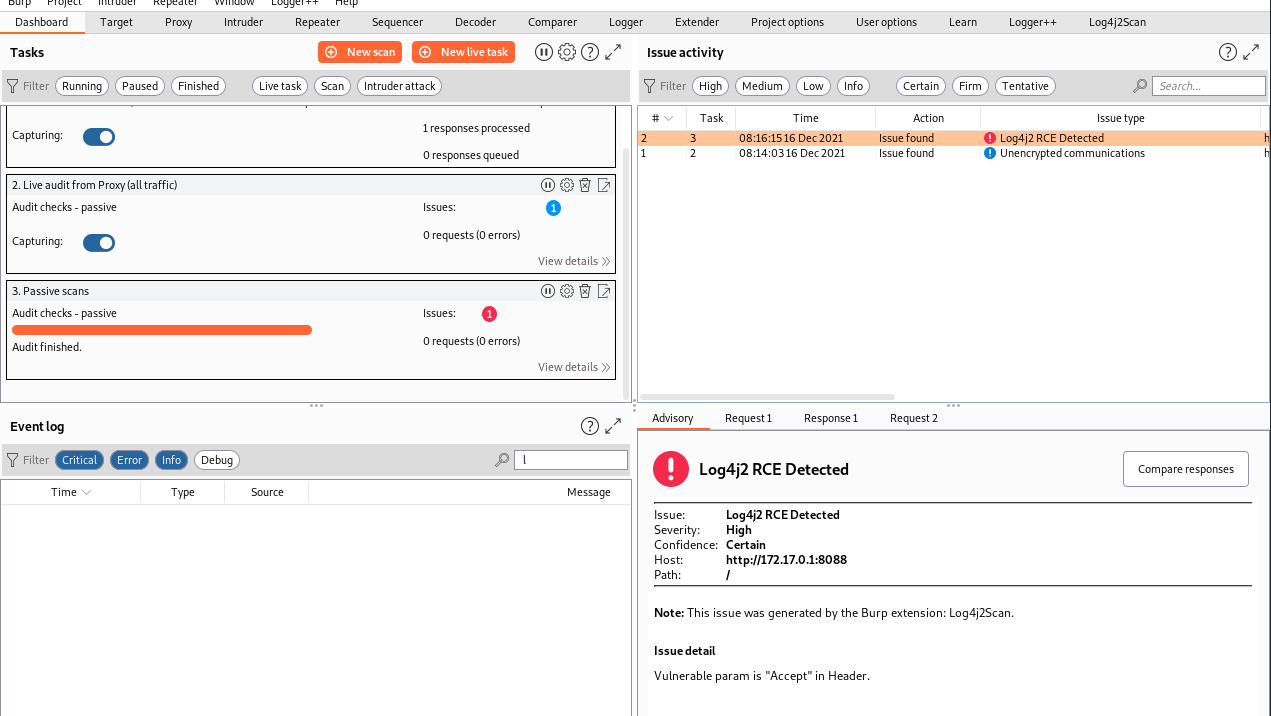 Burp Project Intruder Repeater Window Logger++ Help
Dashboard Target Proxy Intruder Repeater Sequencer Decoder Comparer Logger Extender Project options User options Learn Logger++ Log4j2Scan
Tasks
New scan
New live task
Filter Running Paused Finished Live task Scan Intruder attack
Capturing:
1 responses processed
0 responses queued
2. Live audit from Proxy (all traffic)
Audit checks - passive
Issues: 1
Capturing:
0 requests (0 errors)
View details
3. Passive scans
Audit checks - passive
Issues: 1
0 requests (0 errors)
Audit finished.
View details
Event log
Filter Critical Error Info Debug
l
Time Type Source Message
Issue activity
Filter High Medium Low Info Certain Firm Tentative
Search...
# Task Time Action Issue type
2 3 08:16:15 16 Dec 2021 Issue found Log4j2 RCE Detected h
1 2 08:14:03 16 Dec 2021 Issue found Unencrypted communications h
Advisory Request 1 Response 1 Request 2
Log4j2 RCE Detected
Compare responses
Issue: Log4j2 RCE Detected
Severity: High
Confidence: Certain
Host: http://172.17.0.1:8088
Path: /
Note: This issue was generated by the Burp extension: Log4j2Scan.
Issue detail
Vulnerable param is "Accept" in Header.